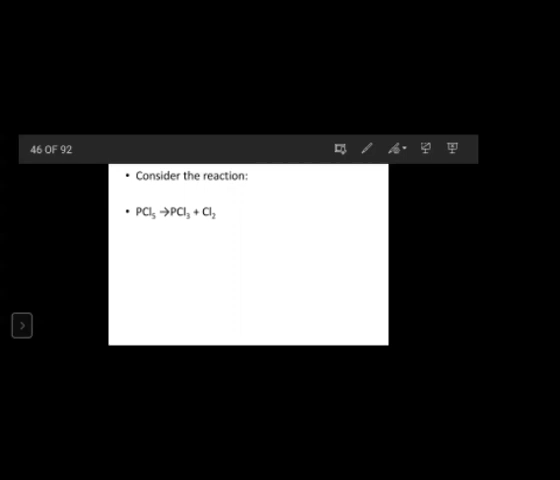 46 OF 92
• Consider the reaction:
• PCl₅ →PCl₃ + Cl₂